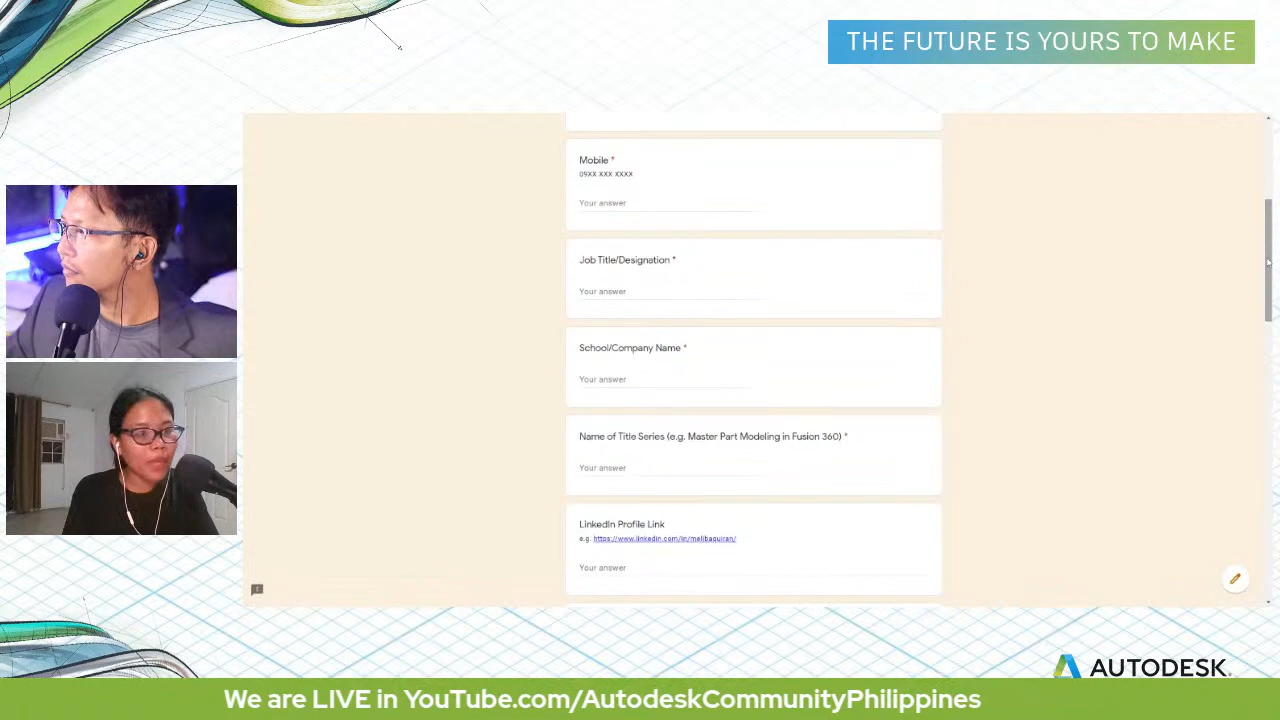 THE FUTURE IS YOURS TO MAKE
Mobile *
09XX XXX XXXX
Your answer
Job Title/Designation *
Your answer
School/Company Name *
Your answer
Name of Title Series (e.g. Master Part Modeling in Fusion 360) *
Your answer
LinkedIn Profile Link
e.g. https://www.linkedin.com/in/melibaquiran/
Your answer
AUTODESK
We are LIVE in YouTube.com/AutodeskCommunityPhilippines